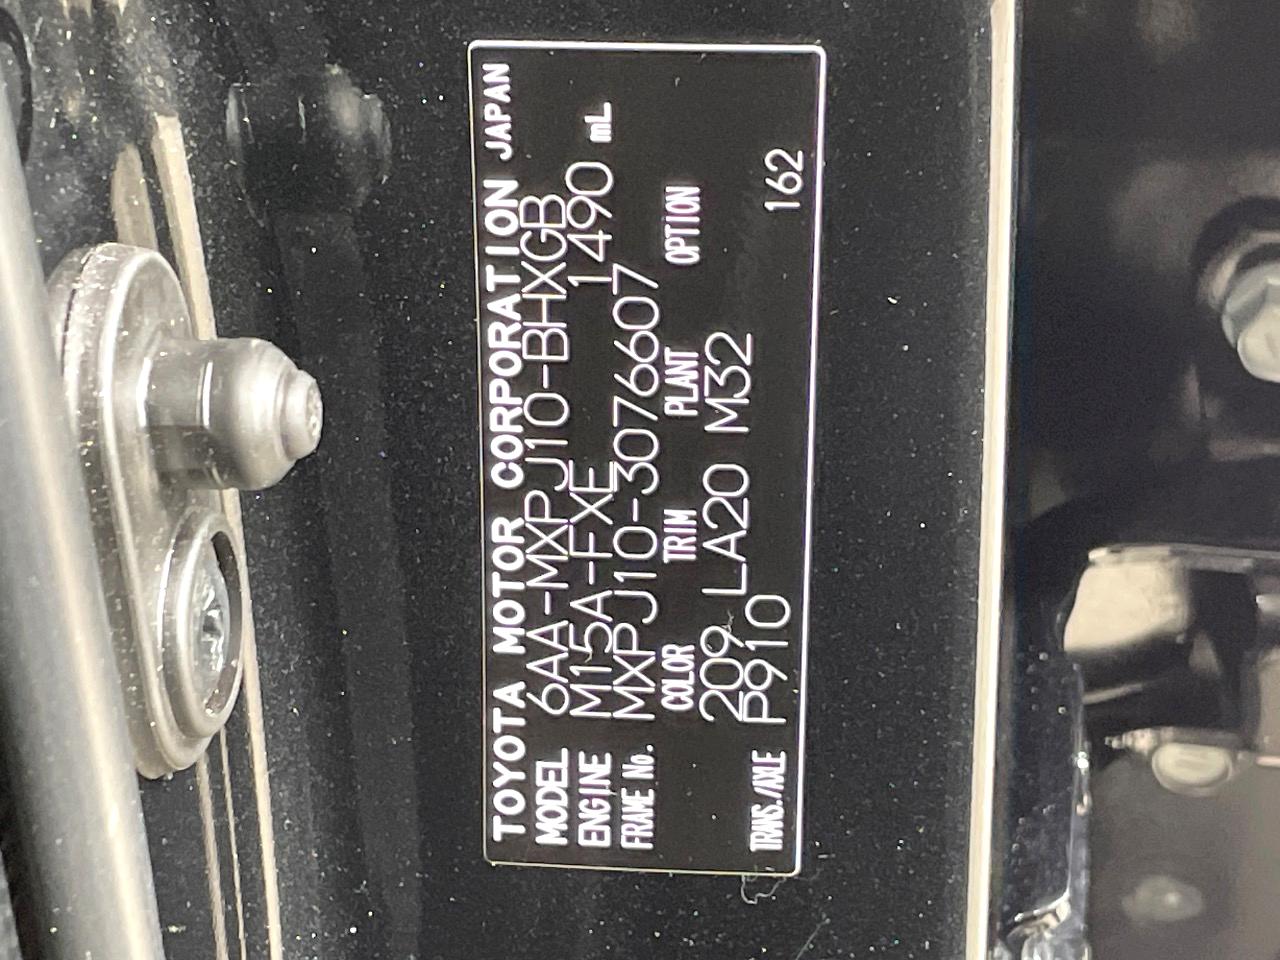 TOYOTA MOTOR CORPORATION JAPAN
MODEL 6AA-MXPJ10-BHXGB
ENGINE M15A-FXE 1490 mL
FRAME No. MXPJ10-3076607
COLOR TRIM PLANT OPTION
209 LA20 M32
TRANS./AXLE P910 162